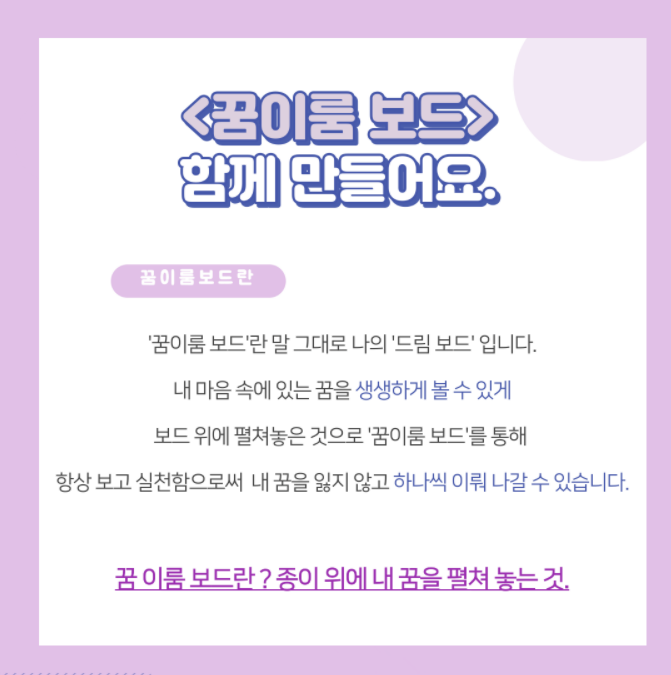 <꿈이룸 보드>
함께 만들어요.
꿈이룸보드란
'꿈이룸 보드'란 말 그대로 나의 '드림 보드' 입니다.
내 마음 속에 있는 꿈을 생생하게 볼 수 있게
보드 위에 펼쳐놓은 것으로 '꿈이룸 보드'를 통해
항상 보고 실천함으로써 내 꿈을 잃지 않고 하나씩 이뤄 나갈 수 있습니다.
꿈 이룸 보드란 ? 종이 위에 내 꿈을 펼쳐 놓는 것.